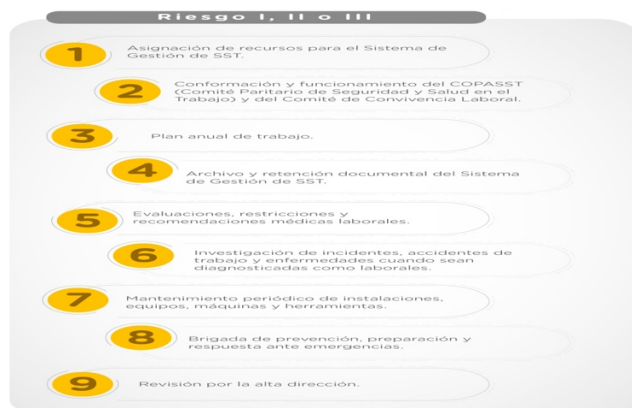 Riesgo I, II o III
1
Asignación de recursos para el Sistema de
Gestión de SST.
2
Conformación y funcionamiento del COPASST
(Comité Paritario de Seguridad y Salud en el
Trabajo) y del Comité de Convivencia Laboral.
3
Plan anual de trabajo.
4
Archivo y retención documental del Sistema
de Gestión de SST.
5
Evaluaciones, restricciones y
recomendaciones médicas laborales.
6
Investigación de incidentes, accidentes de
trabajo y enfermedades cuando sean
diagnosticadas como laborales.
7
Mantenimiento periódico de instalaciones,
equipos, máquinas y herramientas.
8
Brigada de prevención, preparación y
respuesta ante emergencias.
9
Revisión por la alta dirección.